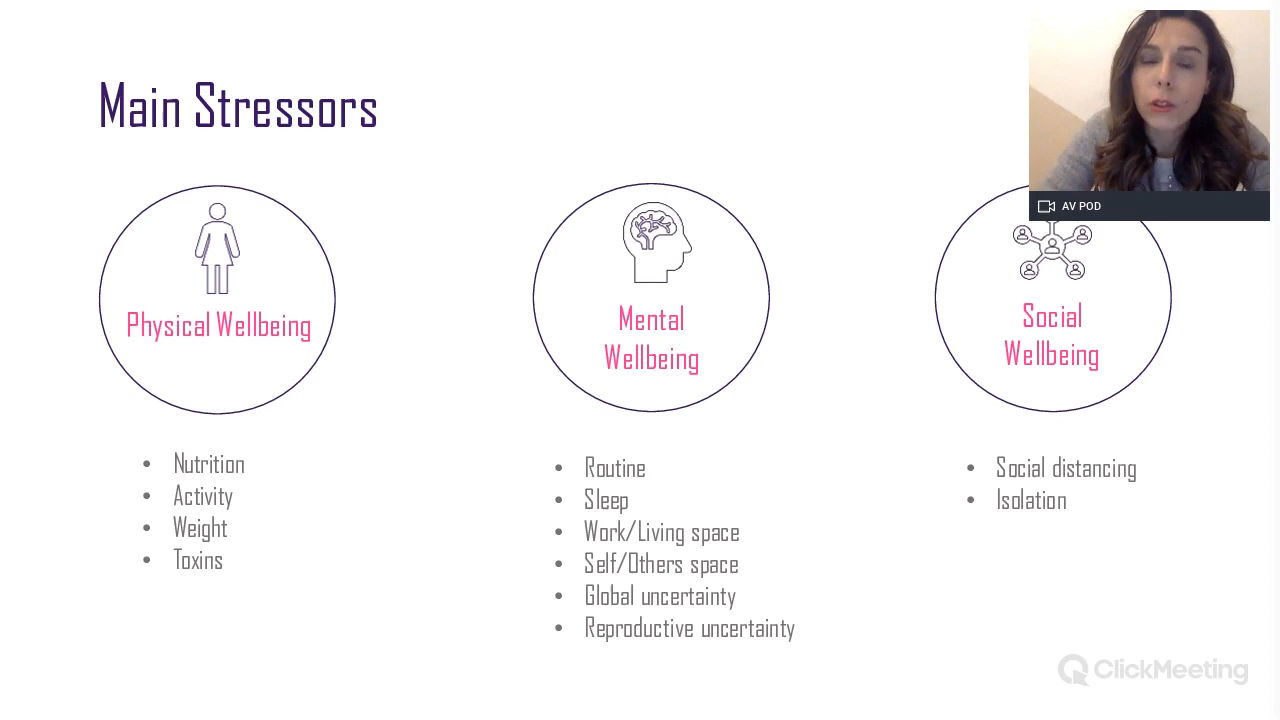 Main Stressors
AV POD
Physical Wellbeing
Mental
Wellbeing
Social
Wellbeing
• Nutrition
• Activity
• Weight
• Toxins
• Routine
• Sleep
• Work/Living space
• Self/Others space
• Global uncertainty
• Reproductive uncertainty
• Social distancing
• Isolation
ClickMeeting